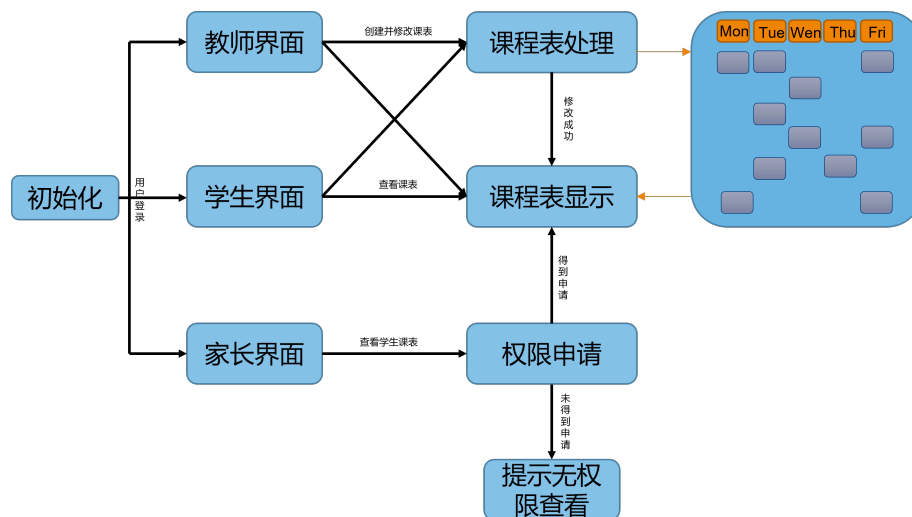 教师界面
创建并修改课表
课程表处理
Mon
Tue
Wen
Thu
Fri
修改成功
初始化
用户登录
学生界面
查看课表
课程表显示
得到申请
家长界面
查看学生课表
权限申请
未得到申请
提示无权
限查看